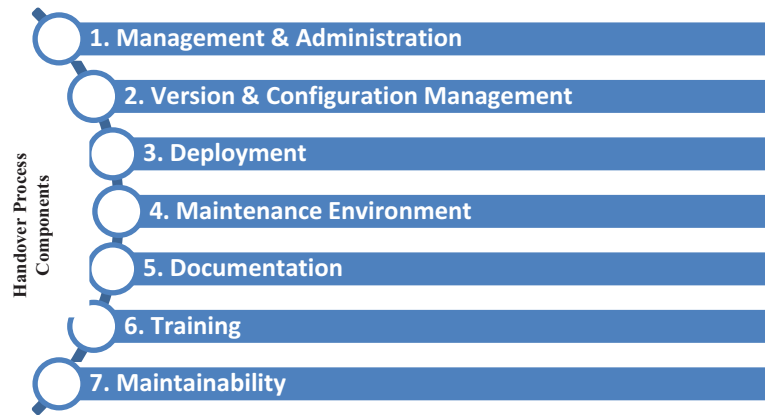 Handover Process
Components
1. Management & Administration
2. Version & Configuration Management
3. Deployment
4. Maintenance Environment
5. Documentation
6. Training
7. Maintainability